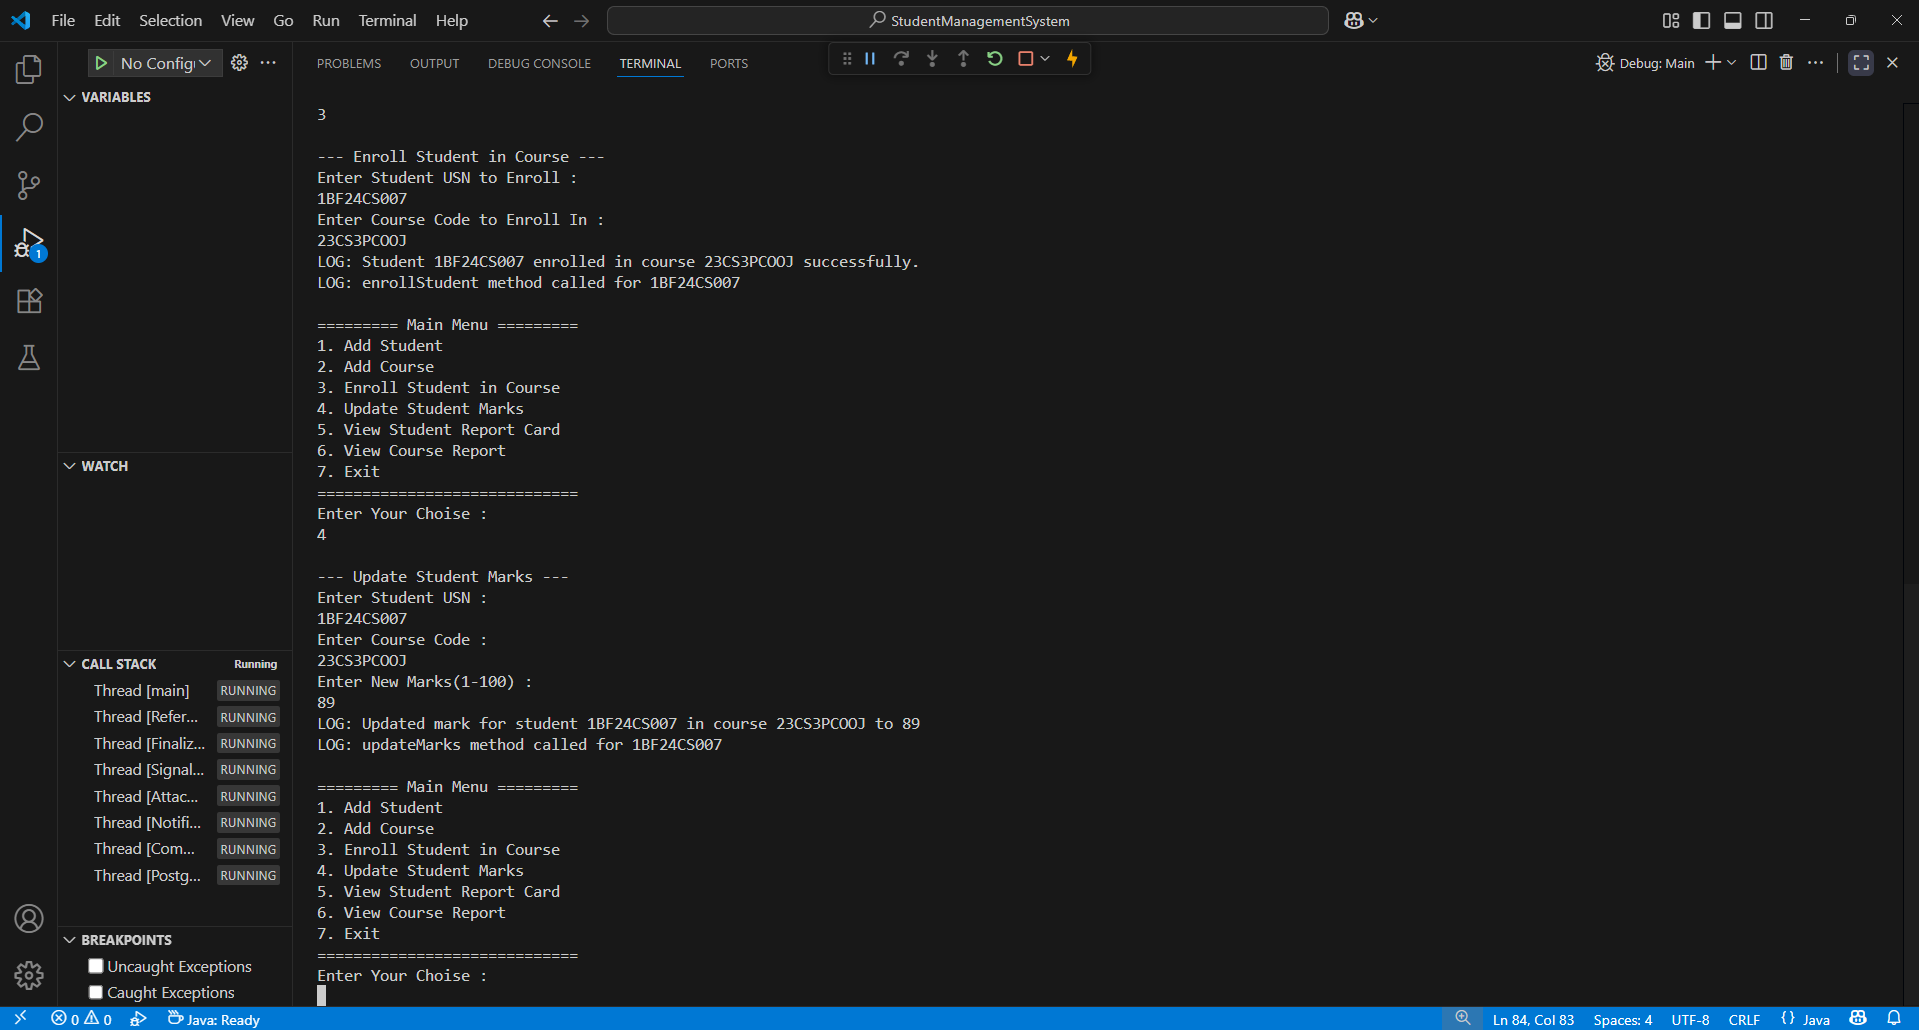 File Edit Selection View Go Run Terminal Help
StudentManagementSystem
No Config
PROBLEMS OUTPUT DEBUG CONSOLE TERMINAL PORTS
Debug: Main
VARIABLES
WATCH
CALL STACK Running
Thread [main] RUNNING
Thread [Refer... RUNNING
Thread [Finaliz... RUNNING
Thread [Signal... RUNNING
Thread [Attac... RUNNING
Thread [Notifi... RUNNING
Thread [Com... RUNNING
Thread [Postg... RUNNING
BREAKPOINTS
Uncaught Exceptions
Caught Exceptions
1
3
--- Enroll Student in Course ---
Enter Student USN to Enroll :
1BF24CS007
Enter Course Code to Enroll In :
23CS3PCOOJ
LOG: Student 1BF24CS007 enrolled in course 23CS3PCOOJ successfully.
LOG: enrollStudent method called for 1BF24CS007
========= Main Menu =========
1. Add Student
2. Add Course
3. Enroll Student in Course
4. Update Student Marks
5. View Student Report Card
6. View Course Report
7. Exit
=============================
Enter Your Choise :
4
--- Update Student Marks ---
Enter Student USN :
1BF24CS007
Enter Course Code :
23CS3PCOOJ
Enter New Marks(1-100) :
89
LOG: Updated mark for student 1BF24CS007 in course 23CS3PCOOJ to 89
LOG: updateMarks method called for 1BF24CS007
========= Main Menu =========
1. Add Student
2. Add Course
3. Enroll Student in Course
4. Update Student Marks
5. View Student Report Card
6. View Course Report
7. Exit
=============================
Enter Your Choise :
0 0 Java: Ready Ln 84, Col 83 Spaces: 4 UTF-8 CRLF {} Java